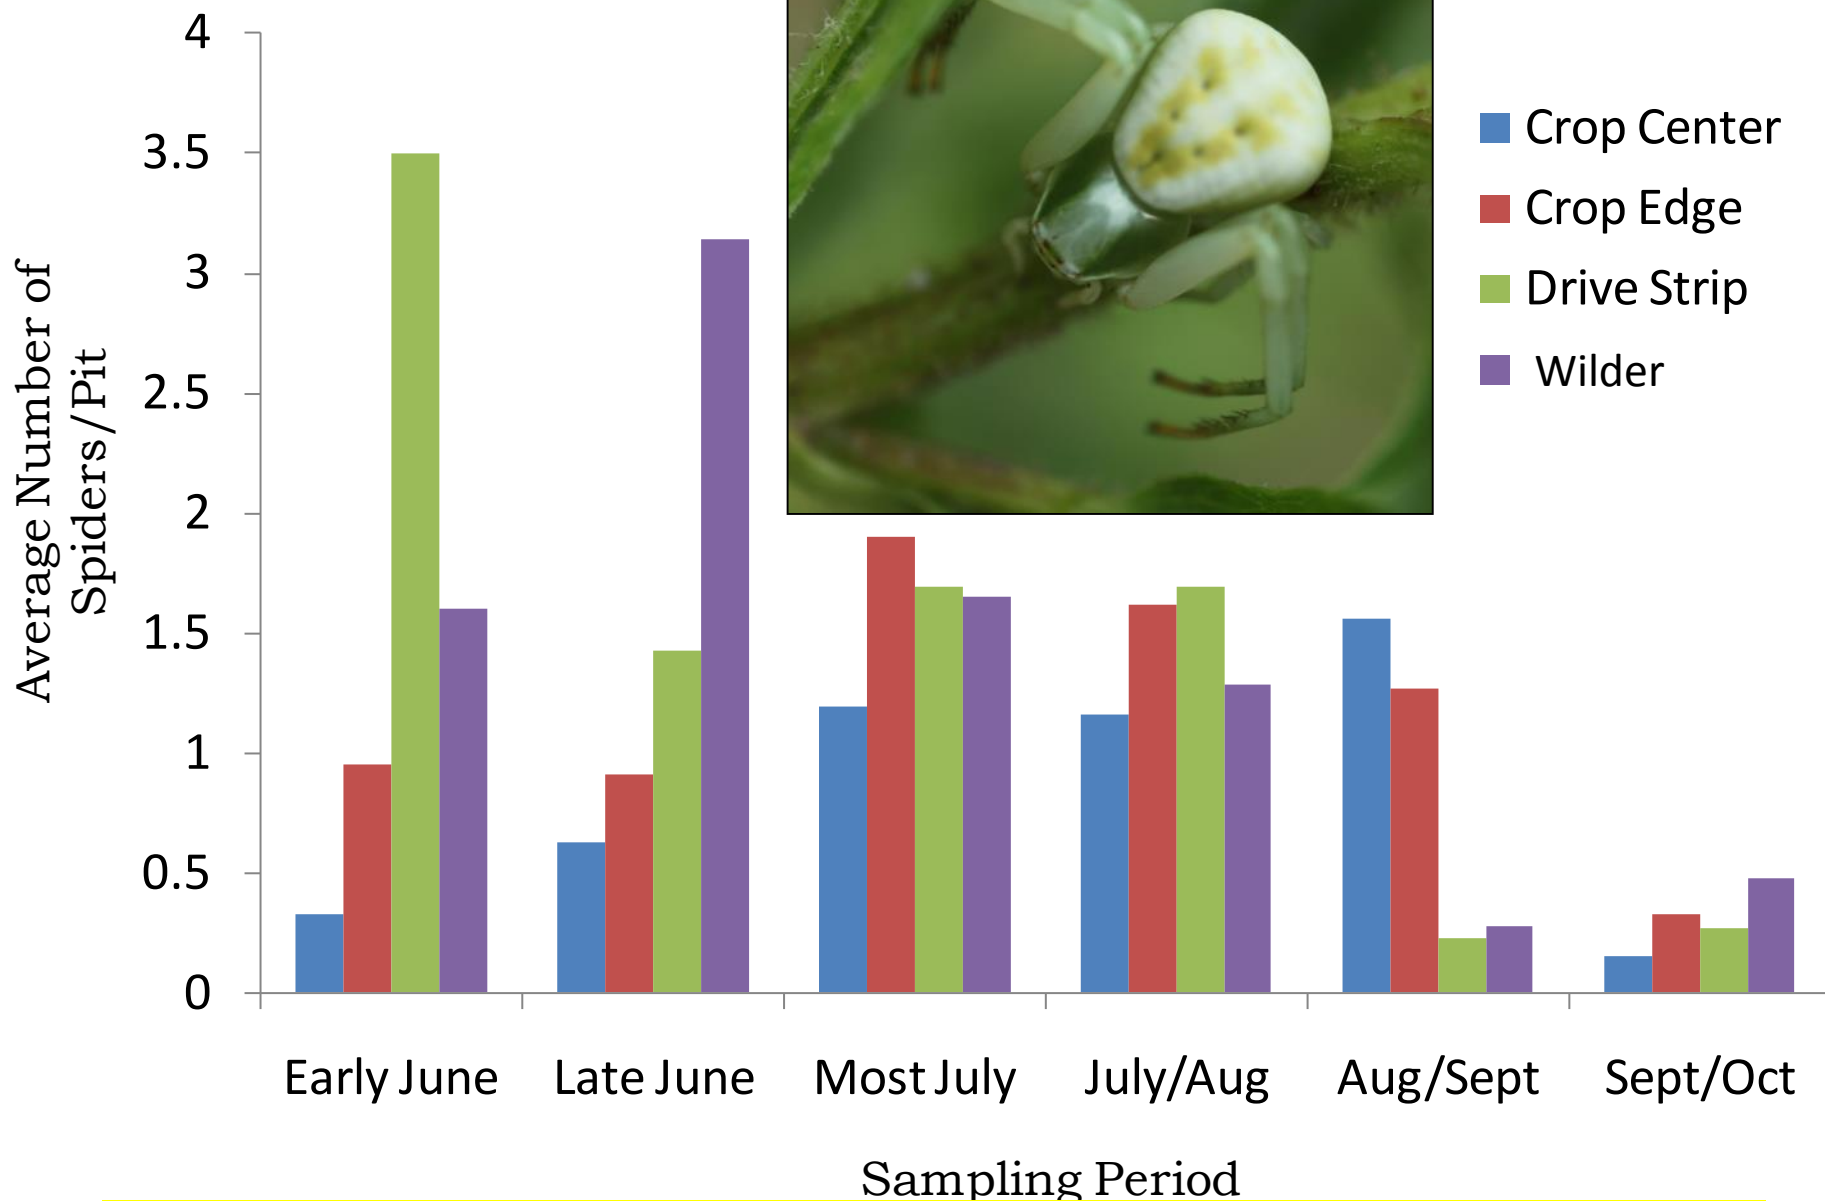 4
3.5
3
2.5
2
1.5
1
0.5
0
Average Number of
Spiders/Pit
Crop Center
Crop Edge
Drive Strip
Wilder
Early June Late June Most July July/Aug Aug/Sept Sept/Oct
Sampling Period